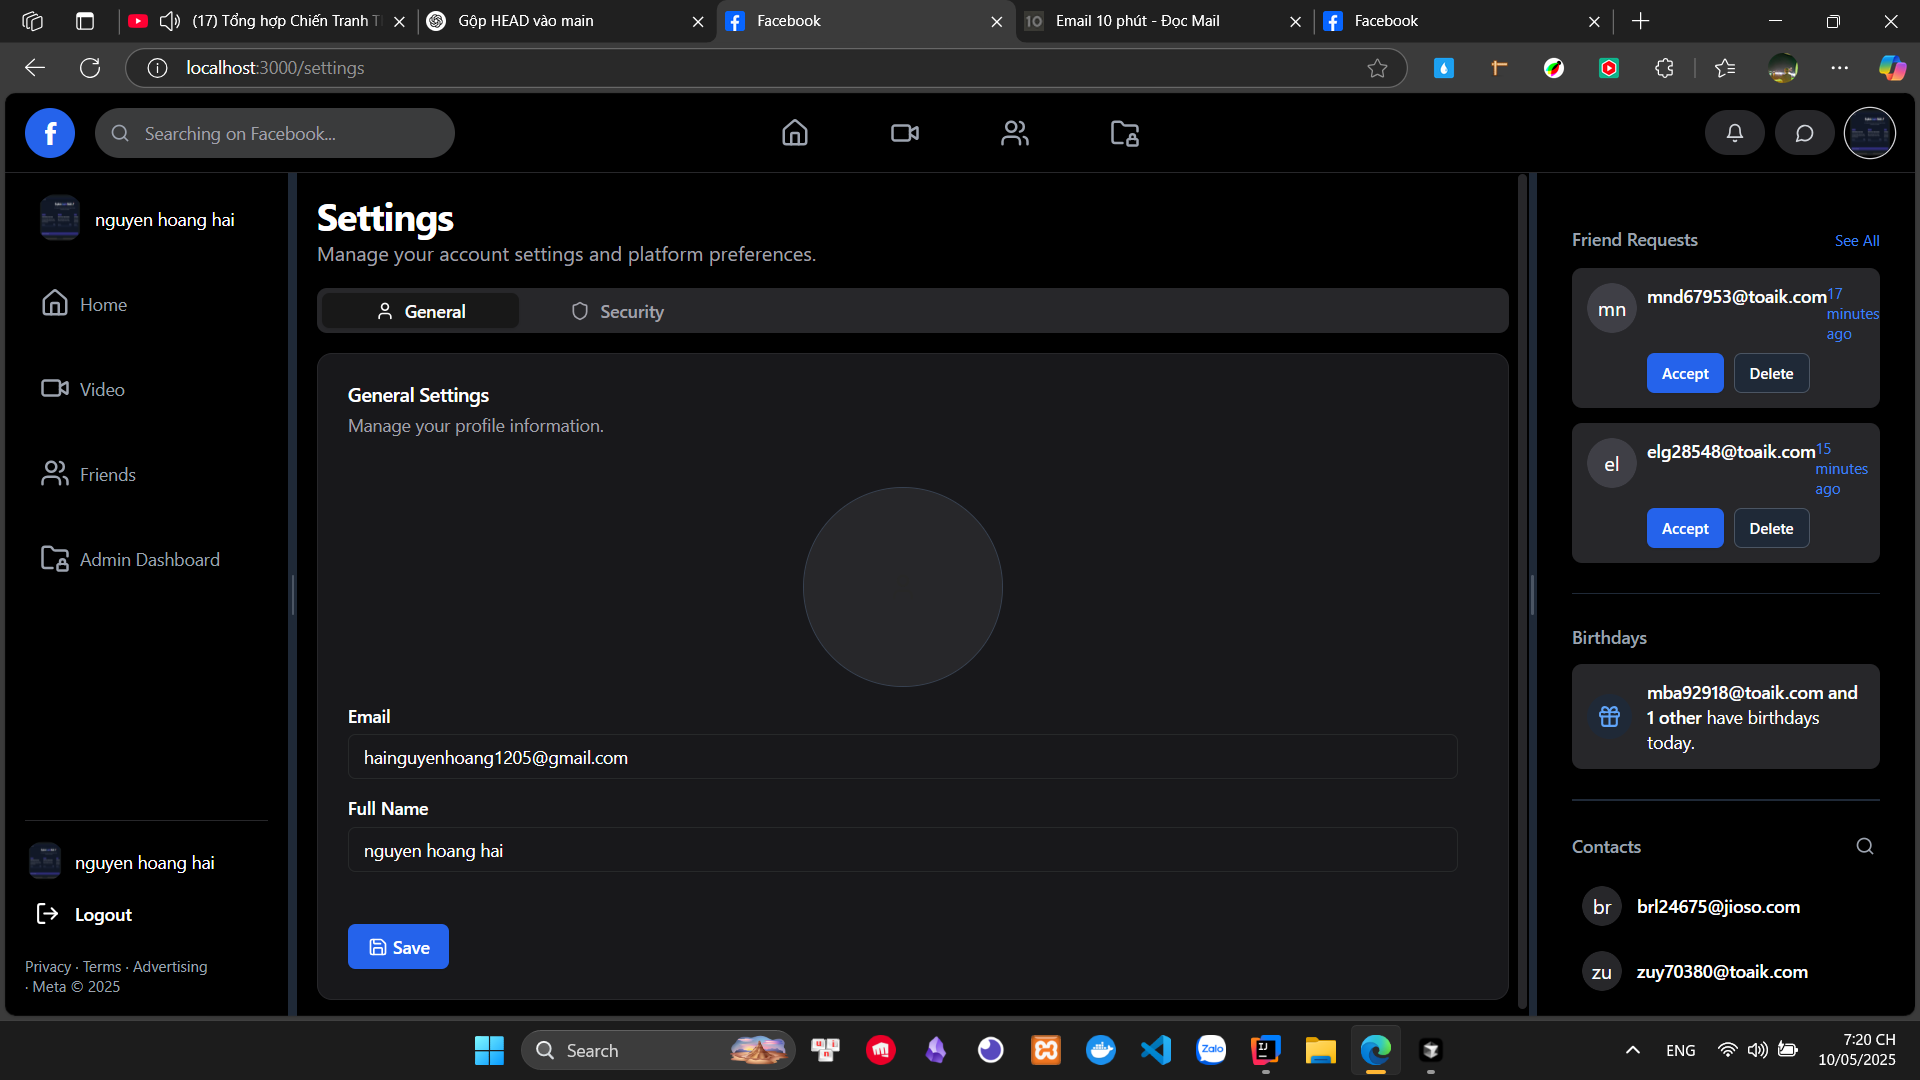 (17) Tổng hợp Chiến Tranh T
Gộp HEAD vào main
Facebook
10
Email 10 phút - Đọc Mail
Facebook
localhost:3000/settings
f
Searching on Facebook...
nguyen hoang hai
Home
Video
Friends
Admin Dashboard
nguyen hoang hai
Logout
Privacy · Terms · Advertising
· Meta © 2025
Settings
Manage your account settings and platform preferences.
General
Security
General Settings
Manage your profile information.
Email
hainguyenhoang1205@gmail.com
Full Name
nguyen hoang hai
Save
Friend Requests
See All
mn
mnd67953@toaik.com
17
minutes
ago
Accept
Delete
el
elg28548@toaik.com
15
minutes
ago
Accept
Delete
Birthdays
mba92918@toaik.com and
1 other have birthdays
today.
Contacts
br
brl24675@jioso.com
zu
zuy70380@toaik.com
Search
Zalo
ENG
7:20 CH
10/05/2025